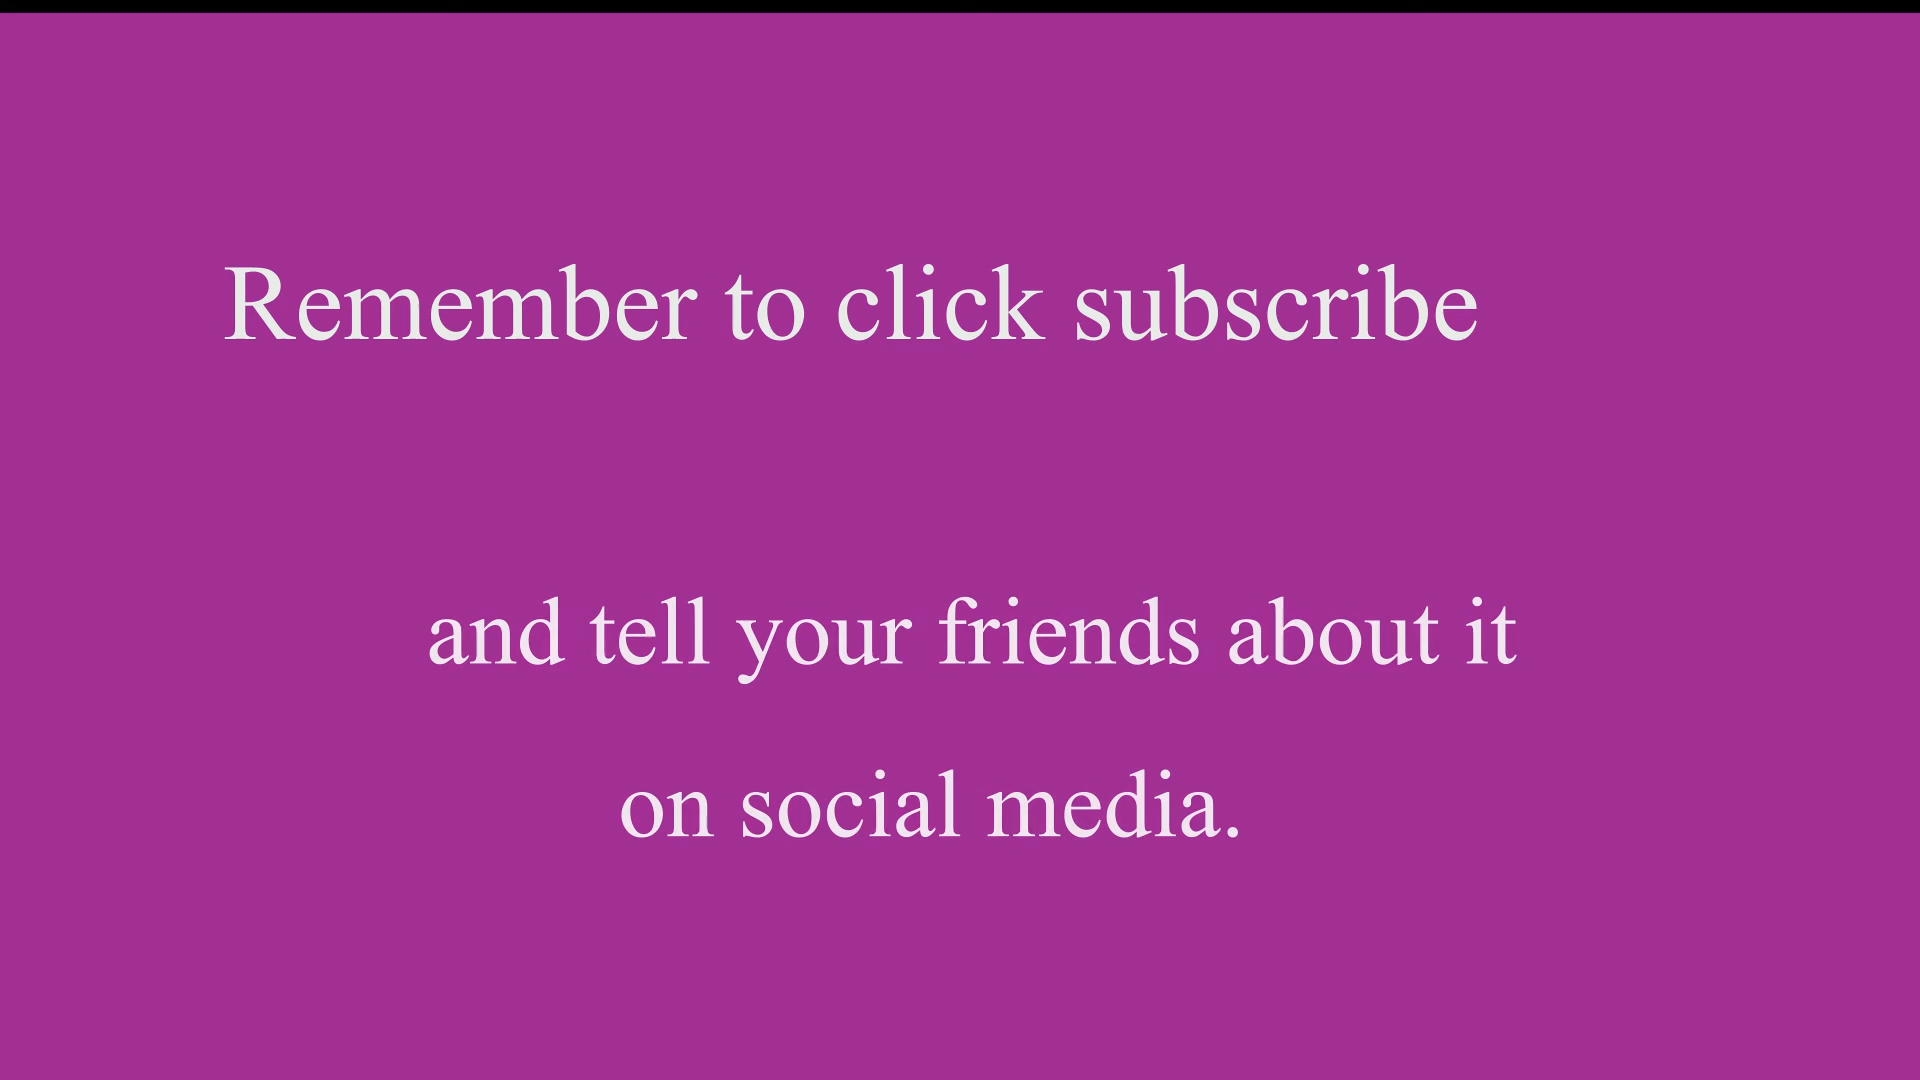 Remember to click subscribe
and tell your friends about it
on social media.